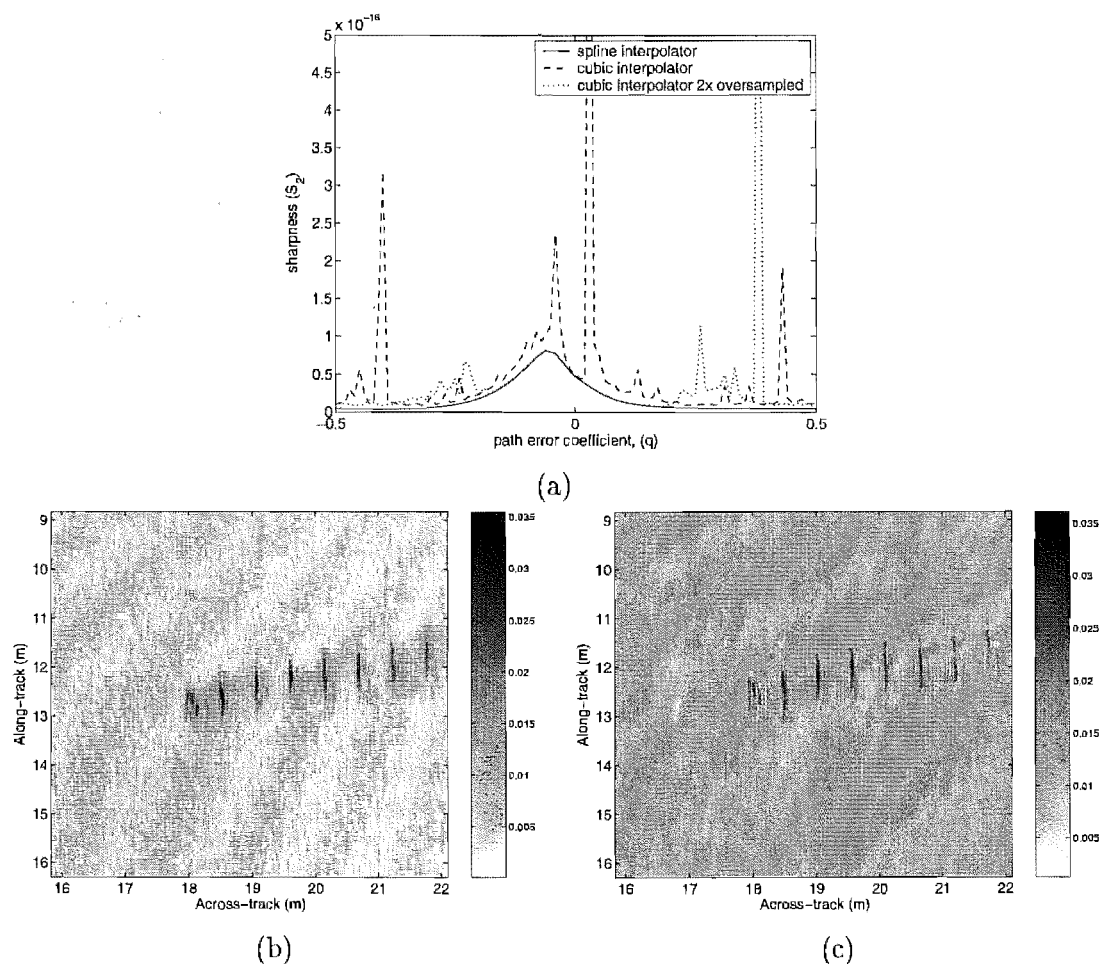 x 10⁻¹⁶
5
4.5
4
3.5
3
2.5
2
1.5
1
0.5
0
sharpness (S₂)
spline interpolator
cubic interpolator
cubic interpolator 2x oversampled
−0.5 0 0.5
path error coefficient, (q)
(a)
9
10
11
12
13
14
15
16
Along−track (m)
16 17 18 19 20 21 22
Across−track (m)
0.035
0.03
0.025
0.02
0.015
0.01
0.005
(b)
9
10
11
12
13
14
15
16
Along−track (m)
16 17 18 19 20 21 22
Across−track (m)
0.035
0.03
0.025
0.02
0.015
0.01
0.005
(c)